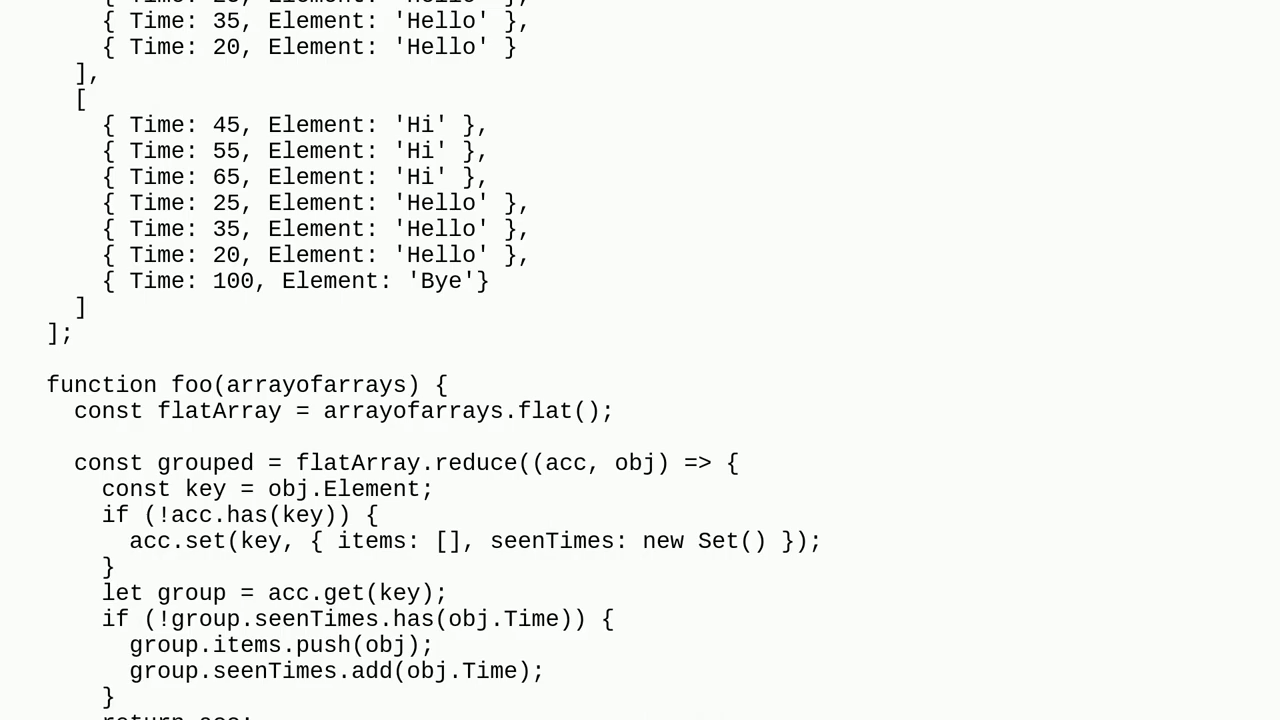 { Time: 35, Element: 'Hello' },
{ Time: 20, Element: 'Hello' }
],
[
{ Time: 45, Element: 'Hi' },
{ Time: 55, Element: 'Hi' },
{ Time: 65, Element: 'Hi' },
{ Time: 25, Element: 'Hello' },
{ Time: 35, Element: 'Hello' },
{ Time: 20, Element: 'Hello' },
{ Time: 100, Element: 'Bye'}
]
];
function foo(arrayofarrays) {
const flatArray = arrayofarrays.flat();
const grouped = flatArray.reduce((acc, obj) => {
const key = obj.Element;
if (!acc.has(key)) {
acc.set(key, { items: [], seenTimes: new Set() });
}
let group = acc.get(key);
if (!group.seenTimes.has(obj.Time)) {
group.items.push(obj);
group.seenTimes.add(obj.Time);
}